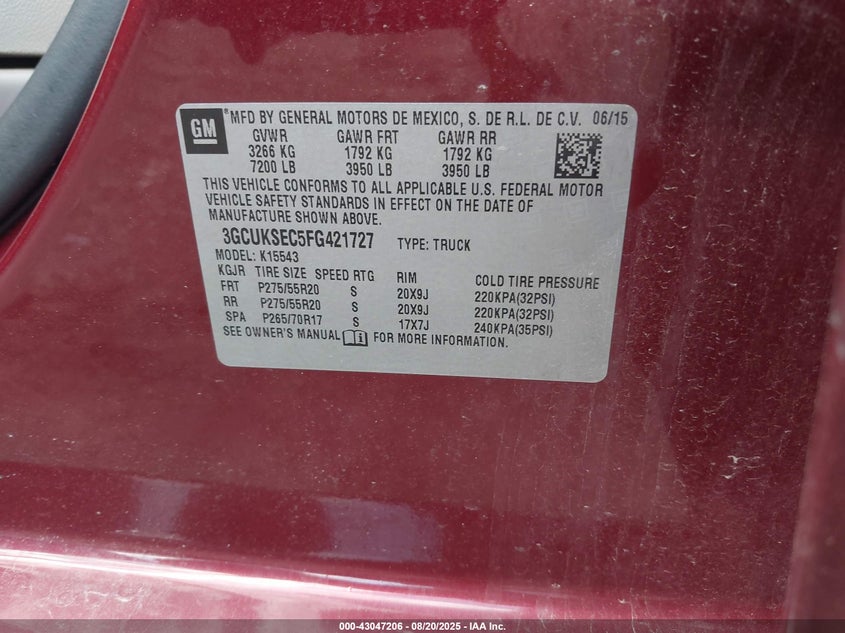 GM ® MFD BY GENERAL MOTORS DE MEXICO, S. DE R.L. DE C.V. 06/15
GVWR GAWR FRT GAWR RR
3266 KG 1792 KG 1792 KG
7200 LB 3950 LB 3950 LB
THIS VEHICLE CONFORMS TO ALL APPLICABLE U.S. FEDERAL MOTOR
VEHICLE SAFETY STANDARDS IN EFFECT ON THE DATE OF
MANUFACTURE SHOWN ABOVE.
3GCUKSEC5FG421727 TYPE: TRUCK
MODEL: K15543
KGJR TIRE SIZE SPEED RTG RIM COLD TIRE PRESSURE
FRT P275/55R20 S 20X9J 220KPA(32PSI)
RR P275/55R20 S 20X9J 220KPA(32PSI)
SPA P265/70R17 S 17X7J 240KPA(35PSI)
SEE OWNER'S MANUAL FOR MORE INFORMATION.
000-43047206 - 08/20/2025 - IAA Inc.